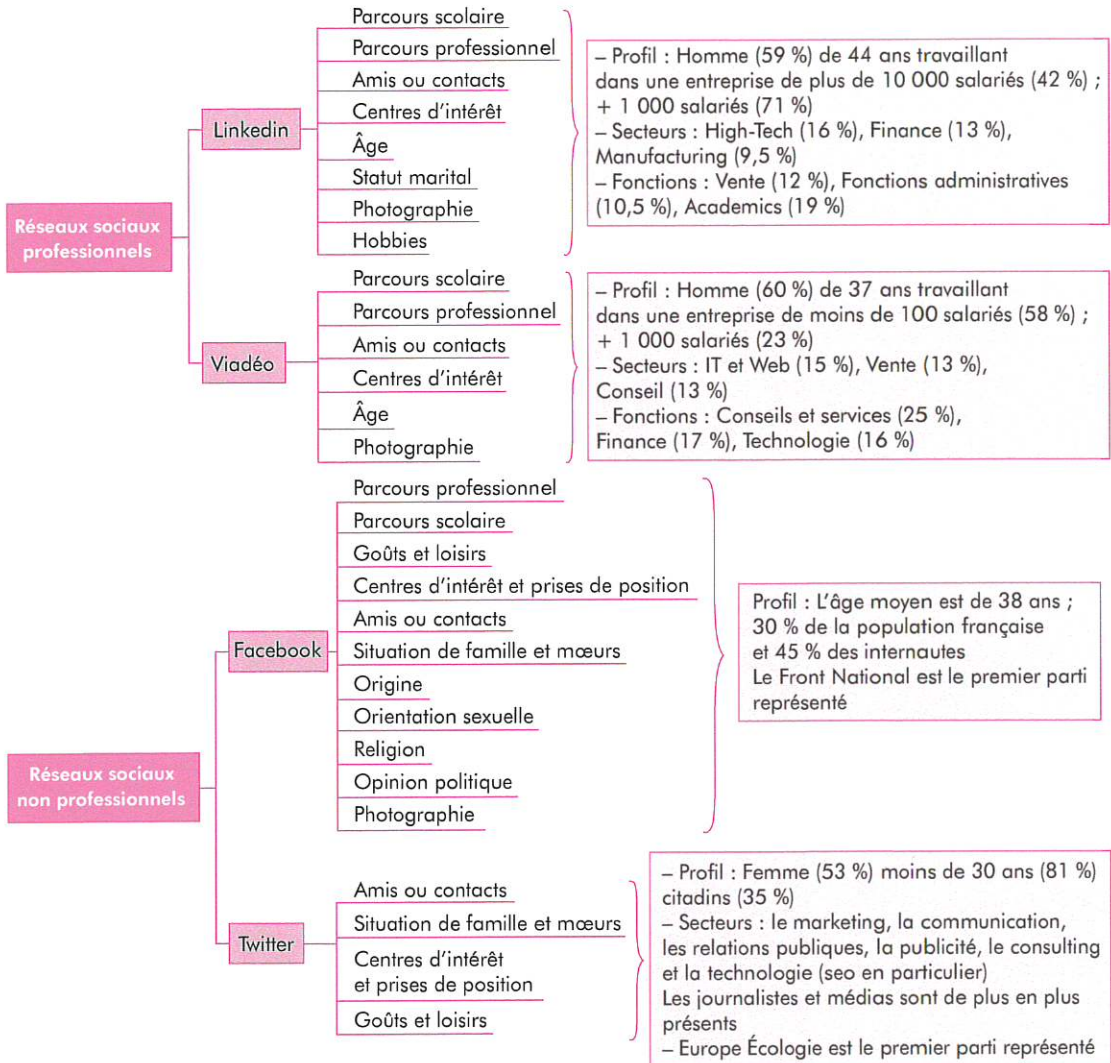 Réseaux sociaux
professionnels
Linkedin
Parcours scolaire
Parcours professionnel
Amis ou contacts
Centres d'intérêt
Âge
Statut marital
Photographie
Hobbies
– Profil : Homme (59 %) de 44 ans travaillant
dans une entreprise de plus de 10 000 salariés (42 %) ;
+ 1 000 salariés (71 %)
– Secteurs : High-Tech (16 %), Finance (13 %),
Manufacturing (9,5 %)
– Fonctions : Vente (12 %), Fonctions administratives
(10,5 %), Academics (19 %)
Viadéo
Parcours scolaire
Parcours professionnel
Amis ou contacts
Centres d'intérêt
Âge
Photographie
– Profil : Homme (60 %) de 37 ans travaillant
dans une entreprise de moins de 100 salariés (58 %) ;
+ 1 000 salariés (23 %)
– Secteurs : IT et Web (15 %), Vente (13 %),
Conseil (13 %)
– Fonctions : Conseils et services (25 %),
Finance (17 %), Technologie (16 %)
Réseaux sociaux
non professionnels
Facebook
Parcours professionnel
Parcours scolaire
Goûts et loisirs
Centres d'intérêt et prises de position
Amis ou contacts
Situation de famille et mœurs
Origine
Orientation sexuelle
Religion
Opinion politique
Photographie
Profil : L'âge moyen est de 38 ans ;
30 % de la population française
et 45 % des internautes
Le Front National est le premier parti
représenté
Twitter
Amis ou contacts
Situation de famille et mœurs
Centres d'intérêt
et prises de position
Goûts et loisirs
– Profil : Femme (53 %) moins de 30 ans (81 %)
citadins (35 %)
– Secteurs : le marketing, la communication,
les relations publiques, la publicité, le consulting
et la technologie (seo en particulier)
Les journalistes et médias sont de plus en plus
présents
– Europe Écologie est le premier parti représenté